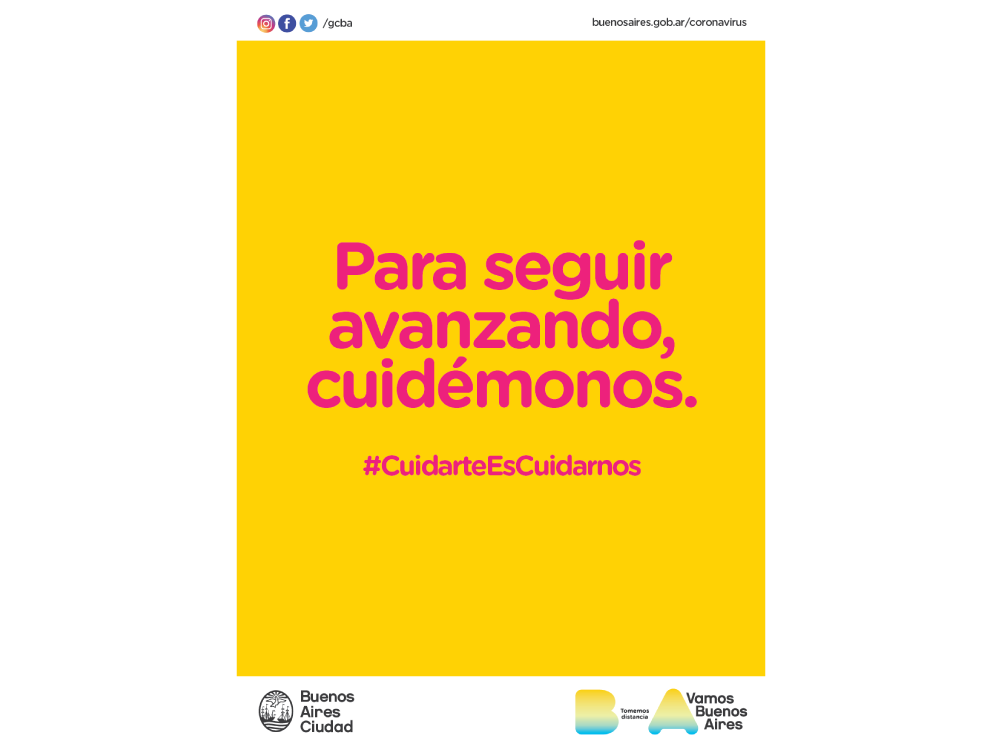 /gcba
buenosaires.gob.ar/coronavirus
Para seguir
avanzando,
cuidémonos.
#CuidarteEsCuidarnos
Buenos
Aires
Ciudad
B
Tomemos
distancia
A
Vamos
Buenos
Aires